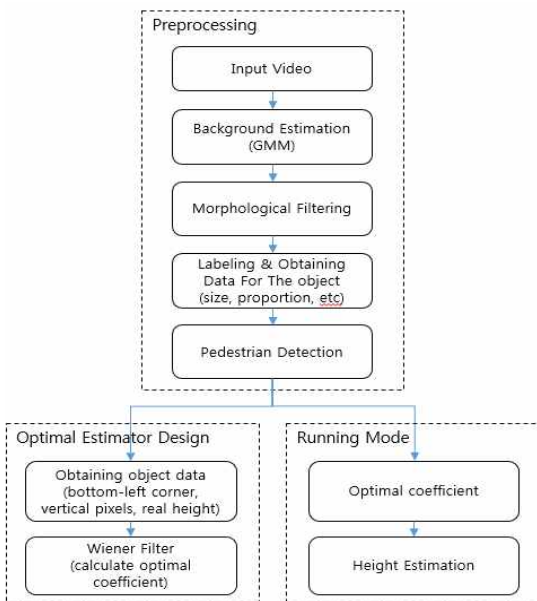 Preprocessing
Input Video
Background Estimation
(GMM)
Morphological Filtering
Labeling & Obtaining
Data For The object
(size, proportion, etc)
Pedestrian Detection
Optimal Estimator Design
Obtaining object data
(bottom-left corner,
vertical pixels, real height)
Wiener Filter
(calculate optimal
coefficient)
Running Mode
Optimal coefficient
Height Estimation